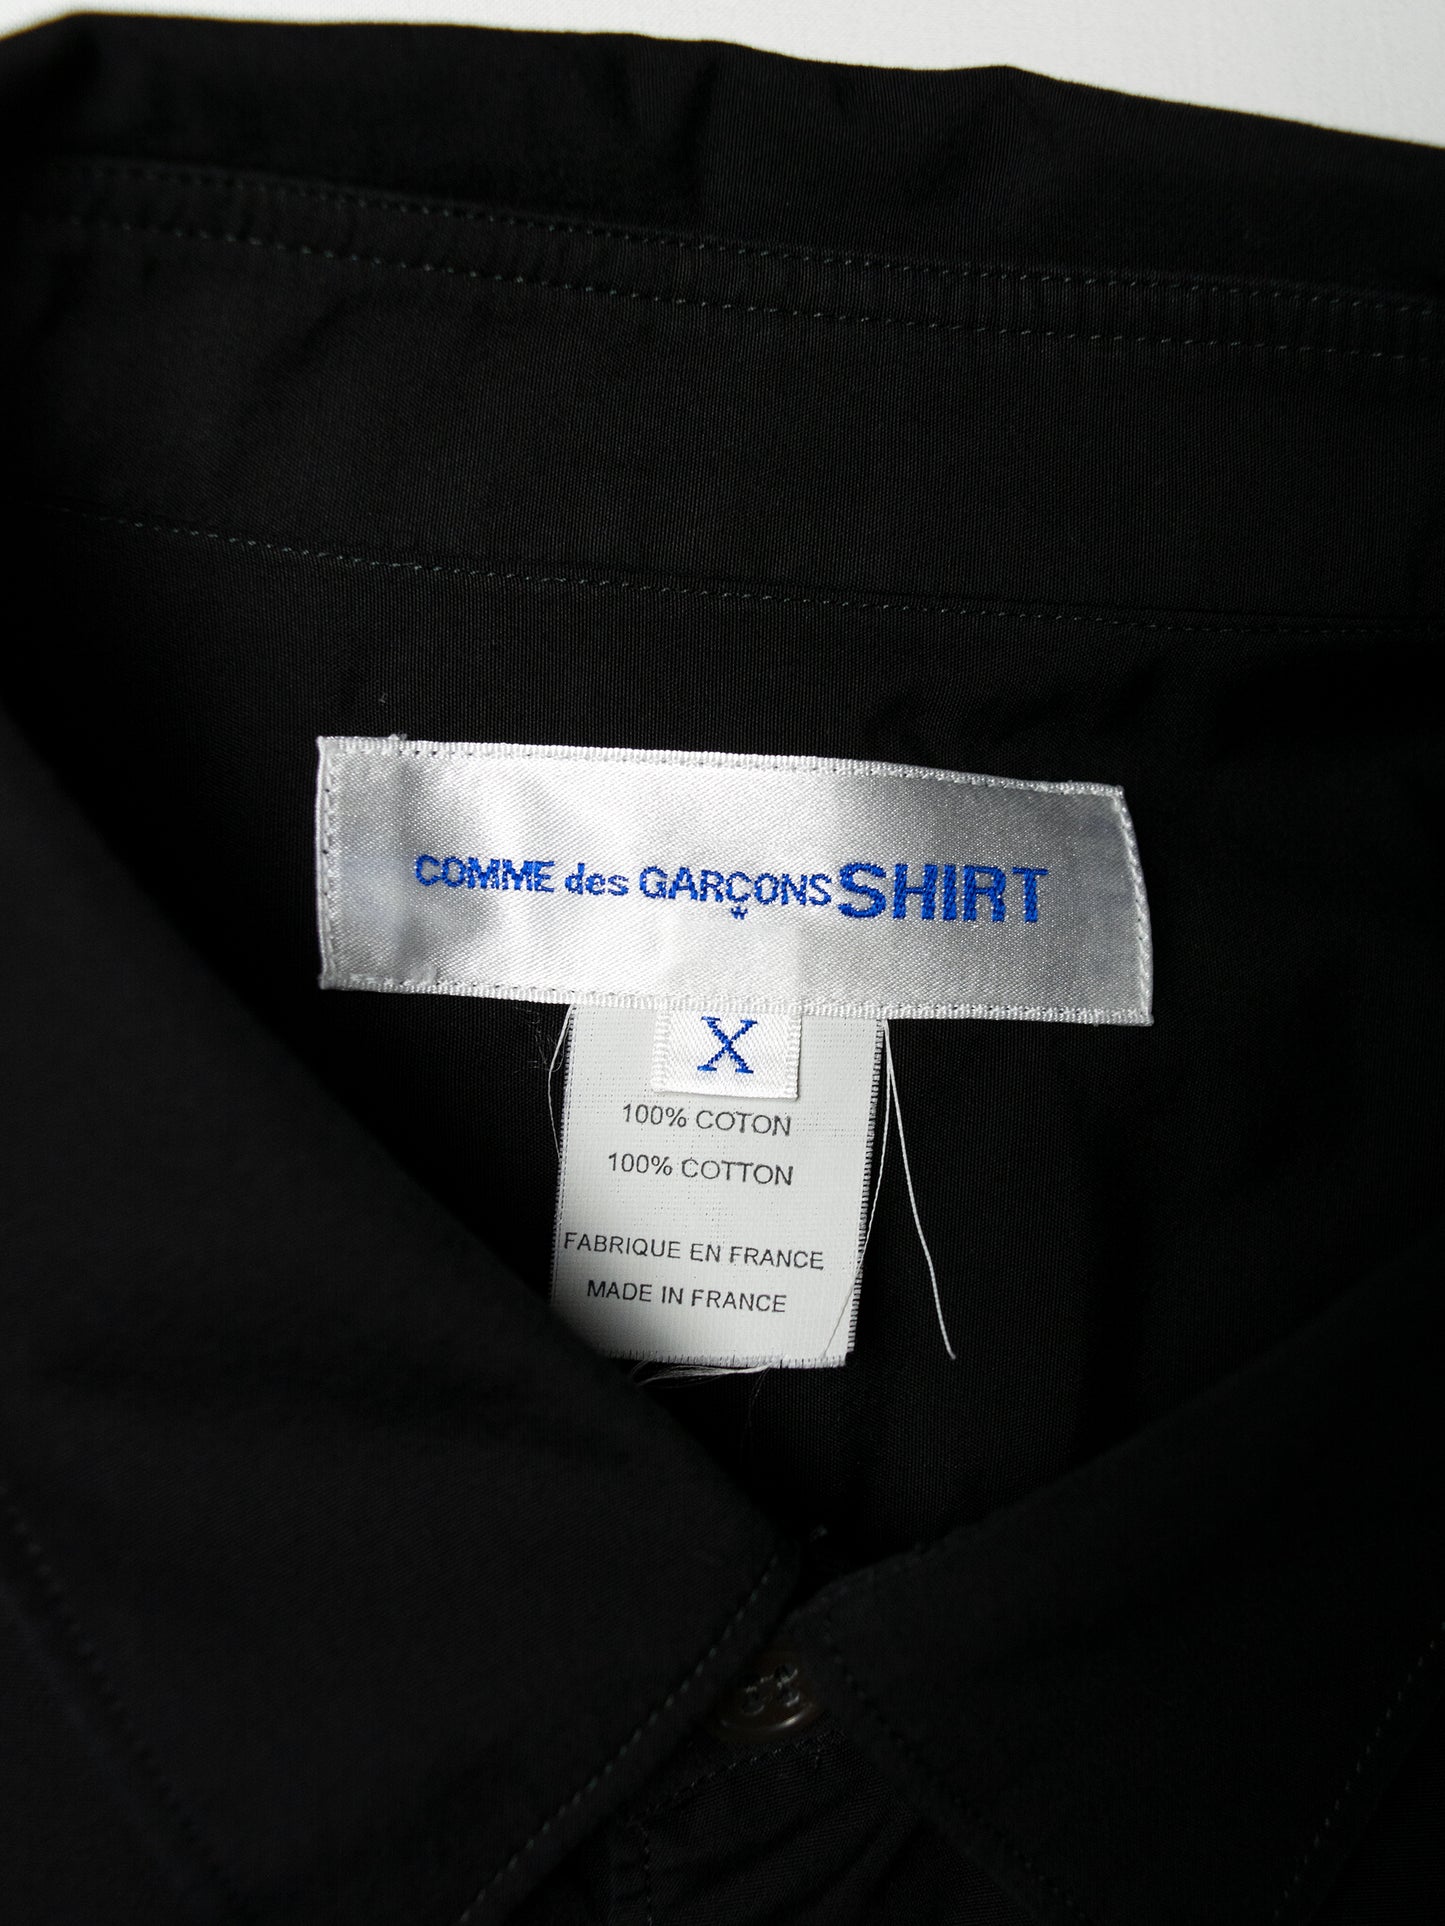 COMME des GARÇONS SHIRT
X
100% COTON
100% COTTON
FABRIQUE EN FRANCE
MADE IN FRANCE